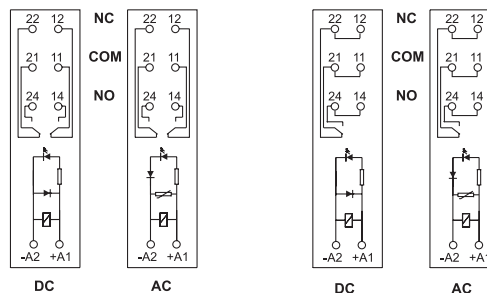 22 12 22 12 NC 22 12 22 12
21 11 COM 21 11 21 11 COM 21 11
24 14 NO 24 14 24 14 NO 24 14
-A2 +A1 -A2 +A1 -A2 +A1 -A2 +A1
DC AC DC AC